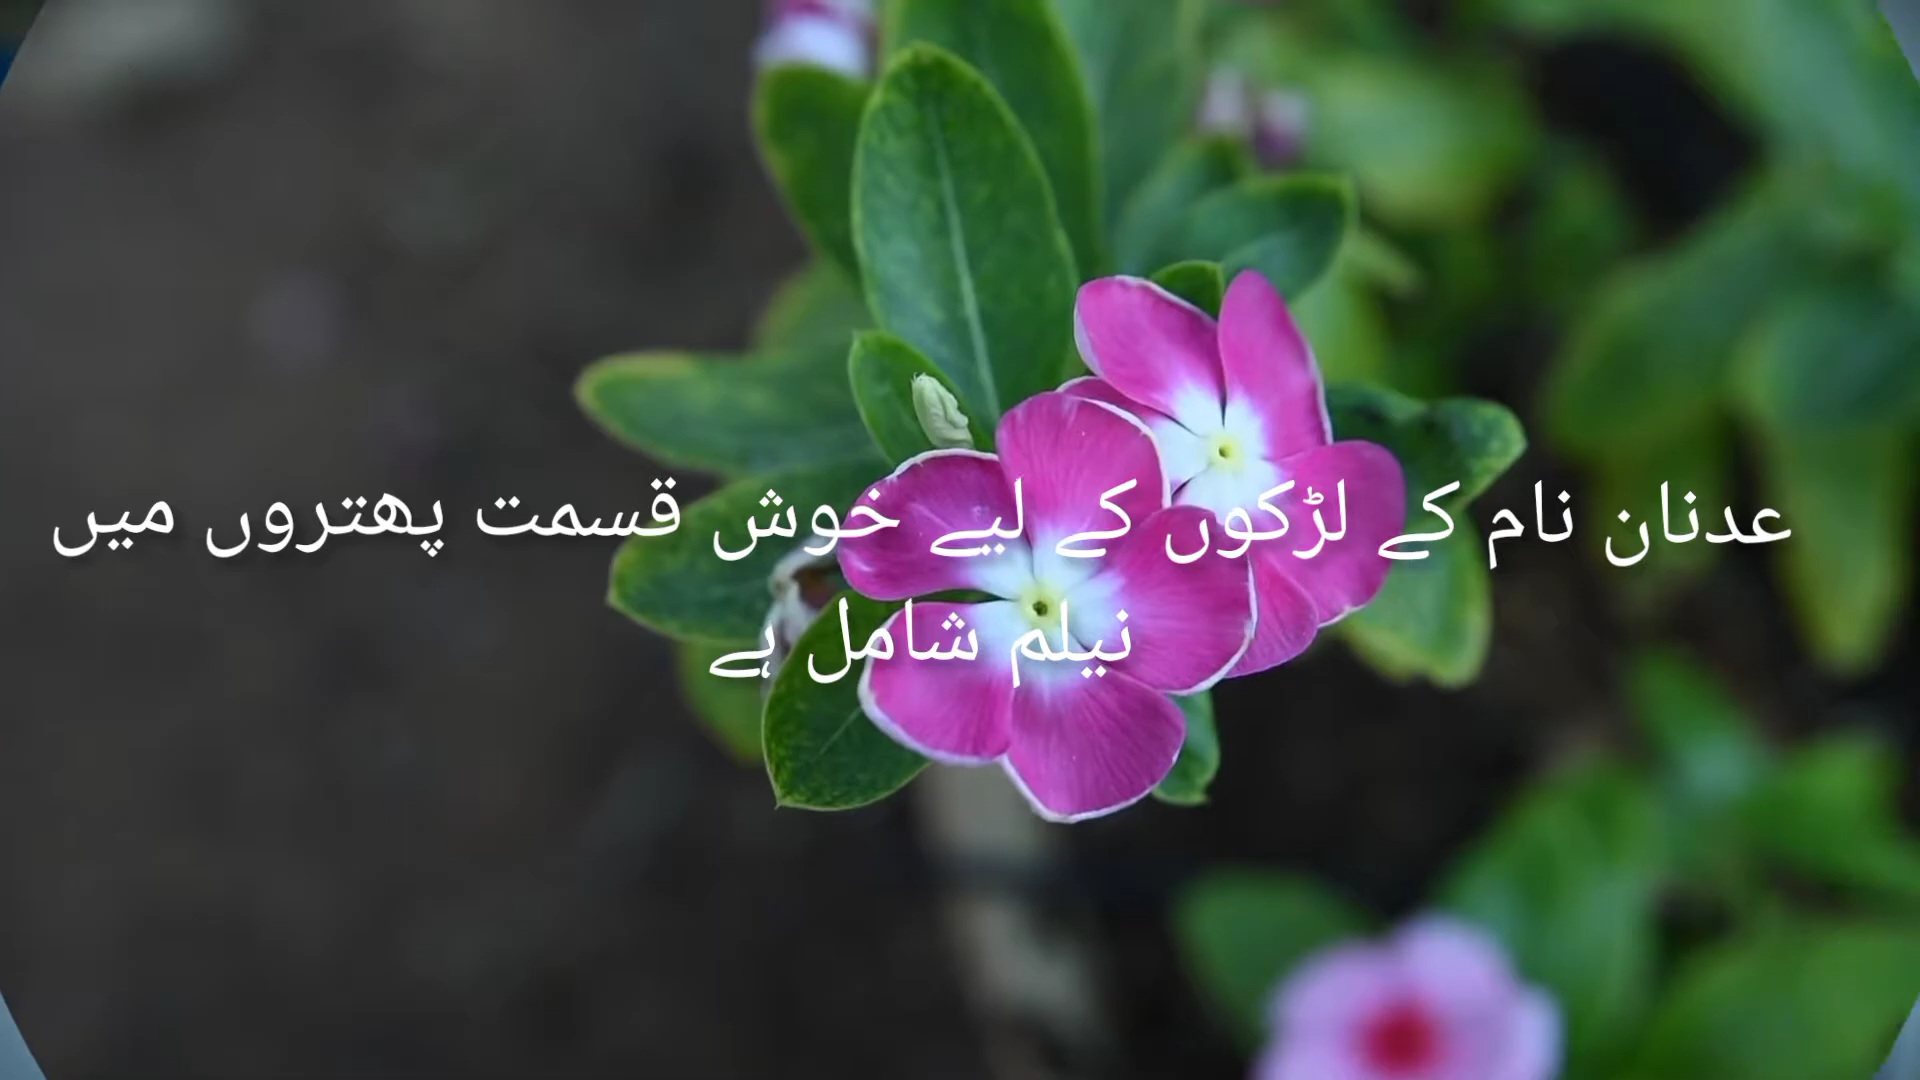 عدنان نام کے لڑکوں کے لیے خوش قسمت پھتروں میں
نیلم شامل ہے